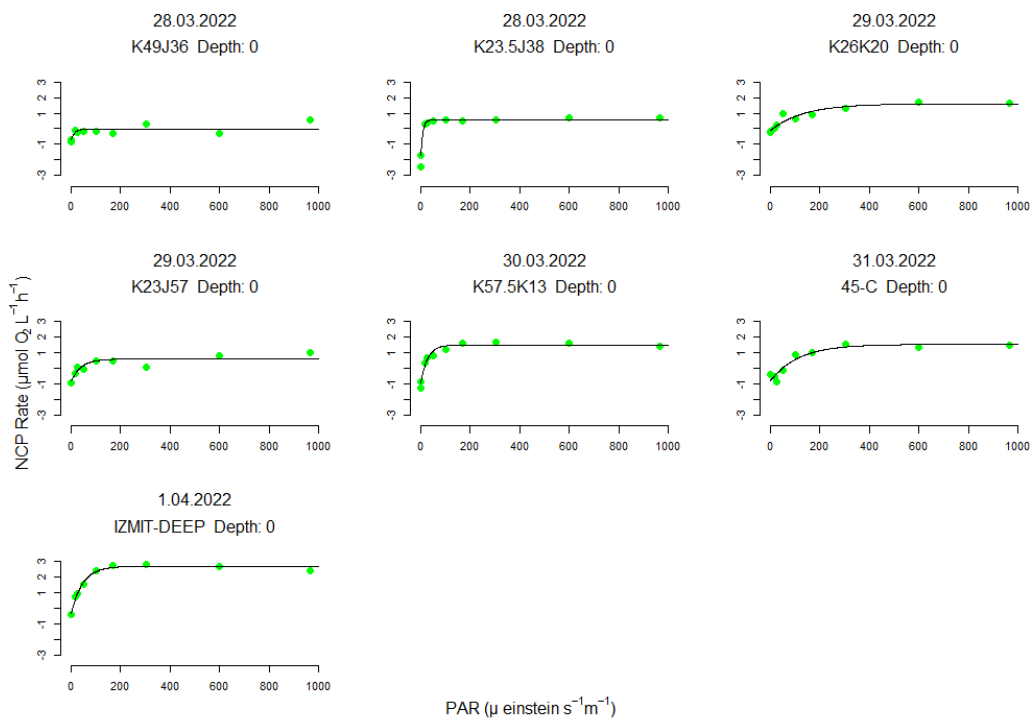 28.03.2022
K49J36 Depth: 0
3
2
1
-1
-3
0 200 400 600 800 1000
28.03.2022
K23.5J38 Depth: 0
3
2
1
-1
-3
0 200 400 600 800 1000
29.03.2022
K26K20 Depth: 0
3
2
1
-1
-3
0 200 400 600 800 1000
NCP Rate (µmol O₂ L⁻¹h⁻¹)
29.03.2022
K23J57 Depth: 0
3
2
1
-1
-3
0 200 400 600 800 1000
30.03.2022
K57.5K13 Depth: 0
3
2
1
-1
-3
0 200 400 600 800 1000
31.03.2022
45-C Depth: 0
3
2
1
-1
-3
0 200 400 600 800 1000
1.04.2022
IZMIT-DEEP Depth: 0
3
2
1
-1
-3
0 200 400 600 800 1000
PAR (µ einstein s⁻¹m⁻¹)